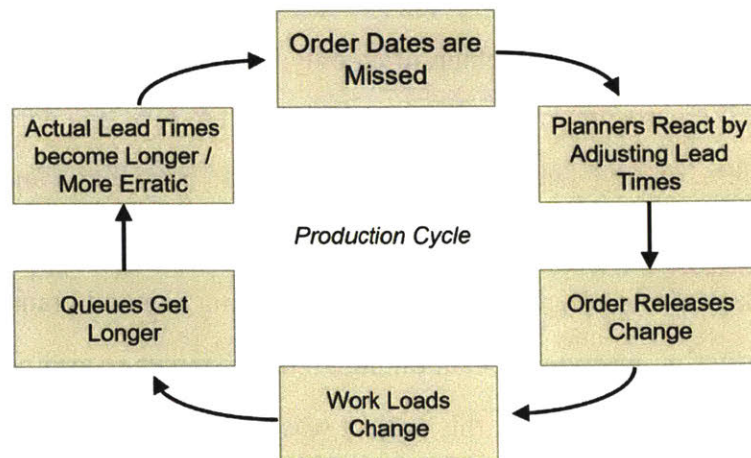 Order Dates are
Missed
Planners React by
Adjusting Lead
Times
Order Releases
Change
Work Loads
Change
Queues Get
Longer
Actual Lead Times
become Longer /
More Erratic
Production Cycle